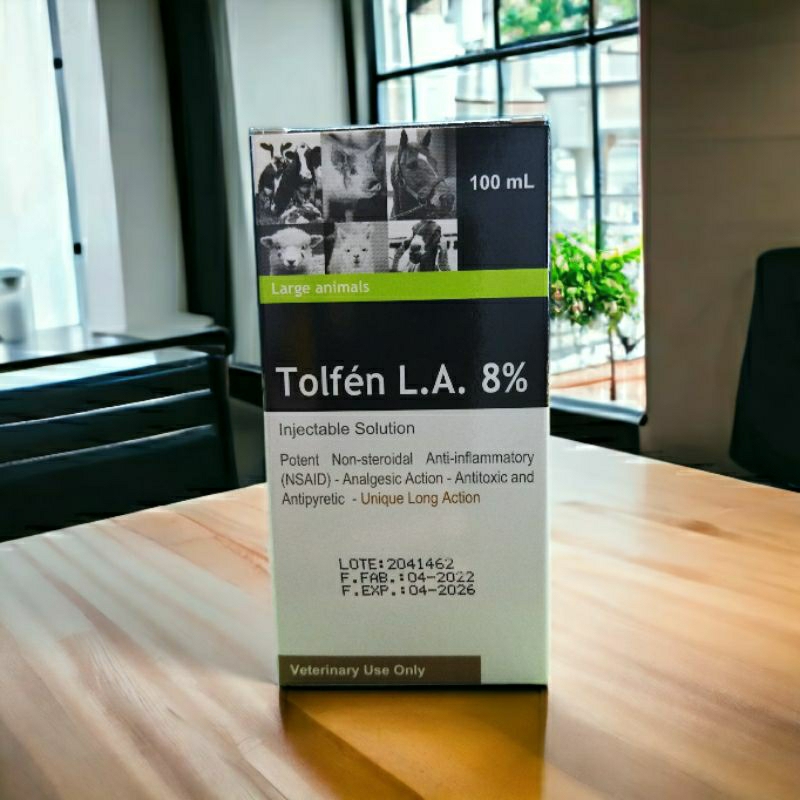 100 mL
Large animals
Tolfén L.A. 8%
Injectable Solution
Potent Non-steroidal Anti-inflammatory
(NSAID) - Analgesic Action - Antitoxic and
Antipyretic - Unique Long Action
LOTE:2041462
F.FAB.:04-2022
F.EXP.:04-2026
Veterinary Use Only